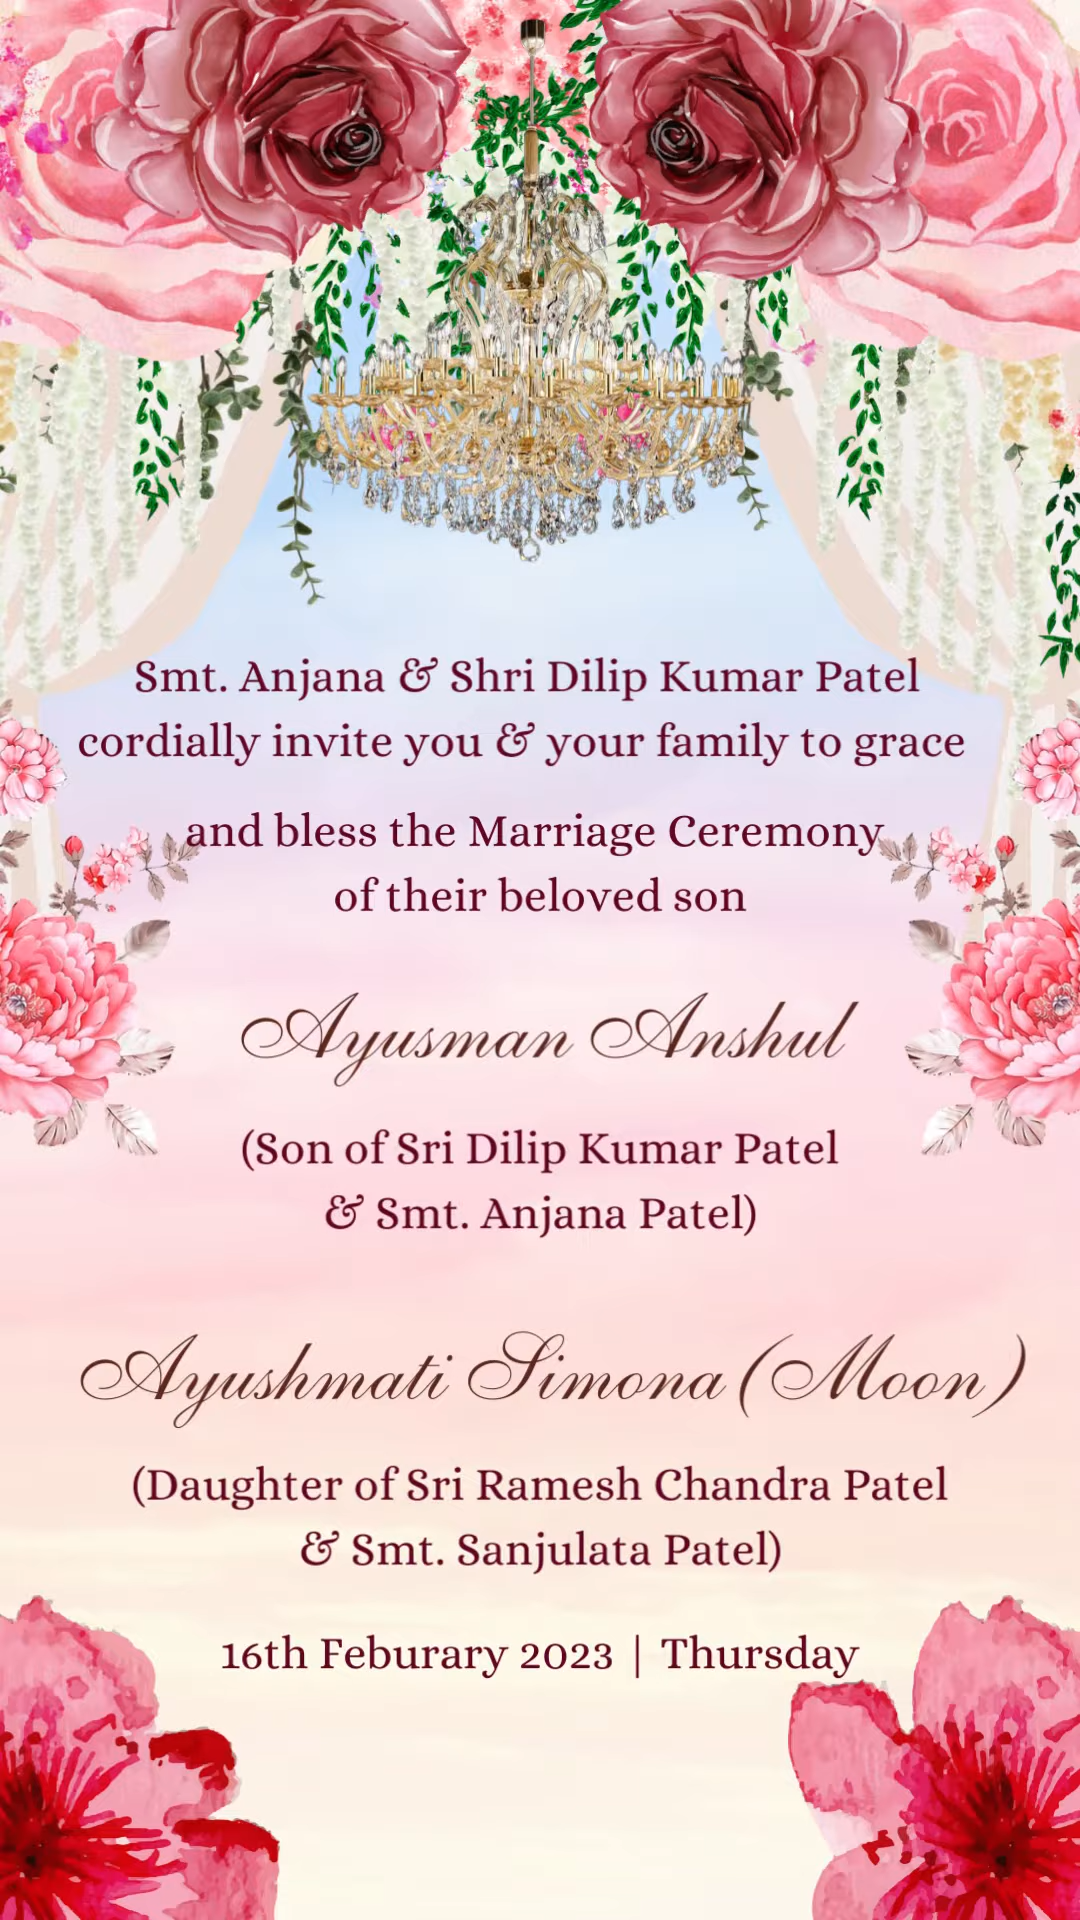 Smt. Anjana & Shri Dilip Kumar Patel
cordially invite you & your family to grace
and bless the Marriage Ceremony
of their beloved son
Ayusman Anshul
(Son of Sri Dilip Kumar Patel
& Smt. Anjana Patel)
Ayushmati Simona (Moon)
(Daughter of Sri Ramesh Chandra Patel
& Smt. Sanjulata Patel)
16th Feburary 2023 | Thursday